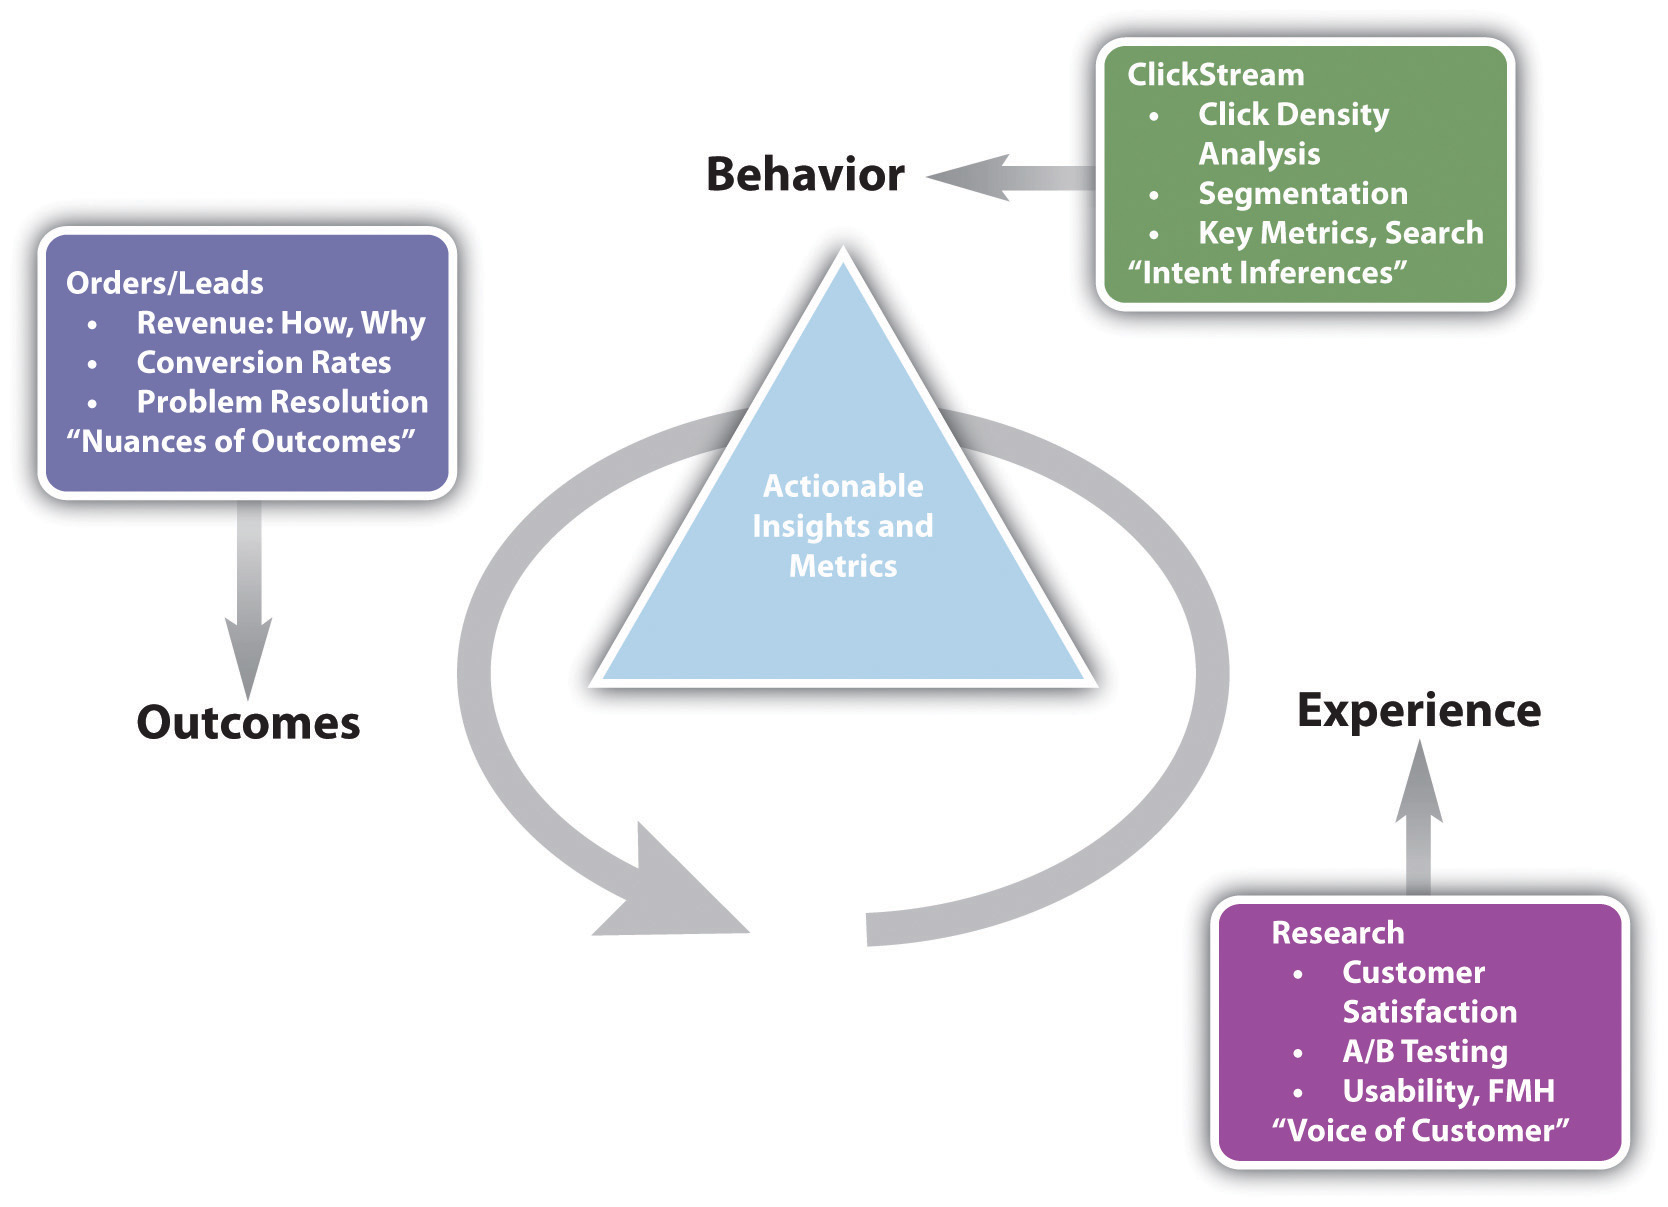 ClickStream
• Click Density
Analysis
• Segmentation
• Key Metrics, Search
“Intent Inferences”
Behavior
Orders/Leads
• Revenue: How, Why
• Conversion Rates
• Problem Resolution
“Nuances of Outcomes”
Actionable
Insights and
Metrics
Outcomes
Experience
Research
• Customer
Satisfaction
• A/B Testing
• Usability, FMH
“Voice of Customer”